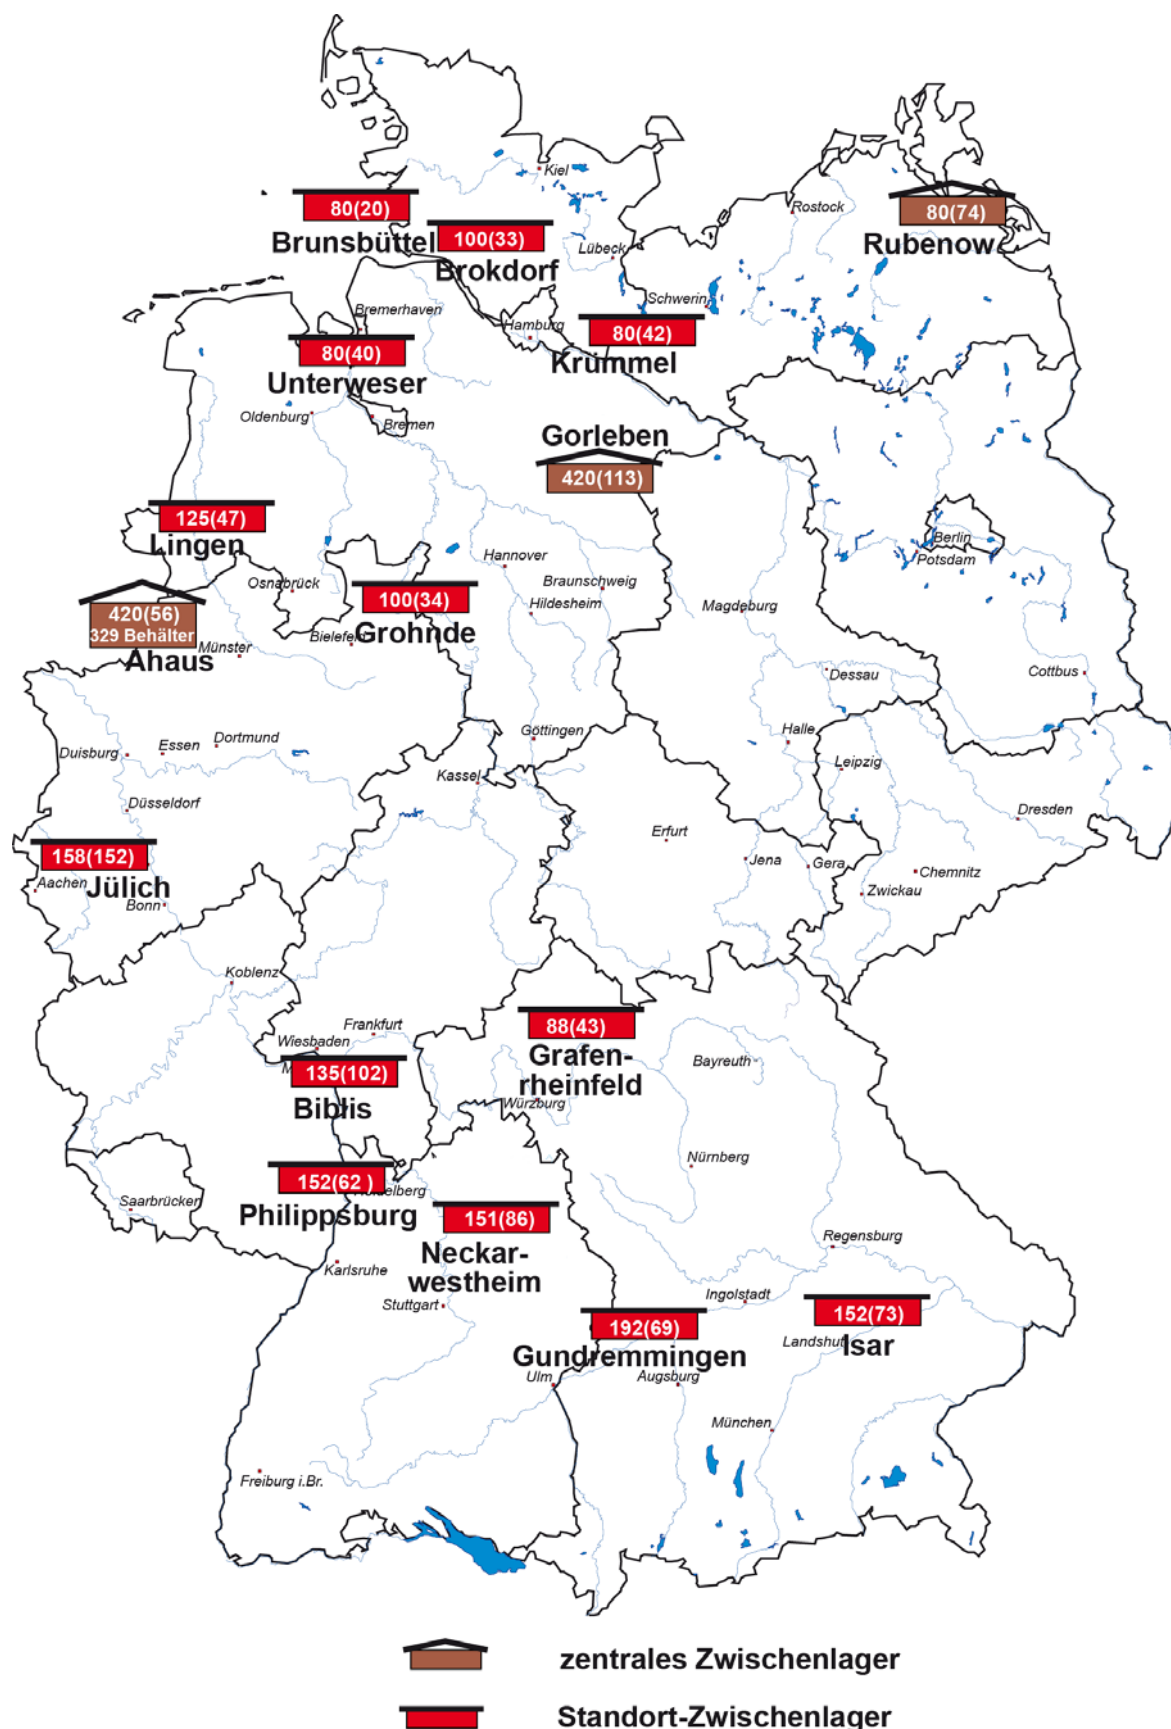 Kiel
80(20)
Brunsbüttel
100(33)
Brokdorf
Lübeck
Rostock
80(74)
Rubenow
Schwerin
Bremerhaven
Hamburg
80(42)
Krümmel
80(40)
Unterweser
Oldenburg
Bremen
Gorleben
420(113)
125(47)
Lingen
Hannover
Berlin
Potsdam
Osnabrück
Braunschweig
Hildesheim
Magdeburg
100(34)
Grohnde
420(56)
329 Behälter
Ahaus
Münster
Bielefeld
Dessau
Cottbus
Göttingen
Halle
Duisburg
Essen
Dortmund
Kassel
Leipzig
Düsseldorf
Dresden
Erfurt
158(152)
Jülich
Aachen
Bonn
Jena
Gera
Chemnitz
Zwickau
Koblenz
Frankfurt
Wiesbaden
88(43)
Grafen-
rheinfeld
Bayreuth
135(102)
Biblis
Würzburg
Nürnberg
152(62 )
Philippsburg
Saarbrücken
151(86)
Neckar-
westheim
Karlsruhe
Stuttgart
Regensburg
Ingolstadt
152(73)
Isar
Landshut
192(69)
Gundremmingen
Ulm
Augsburg
München
Freiburg i.Br.
zentrales Zwischenlager
Standort-Zwischenlager